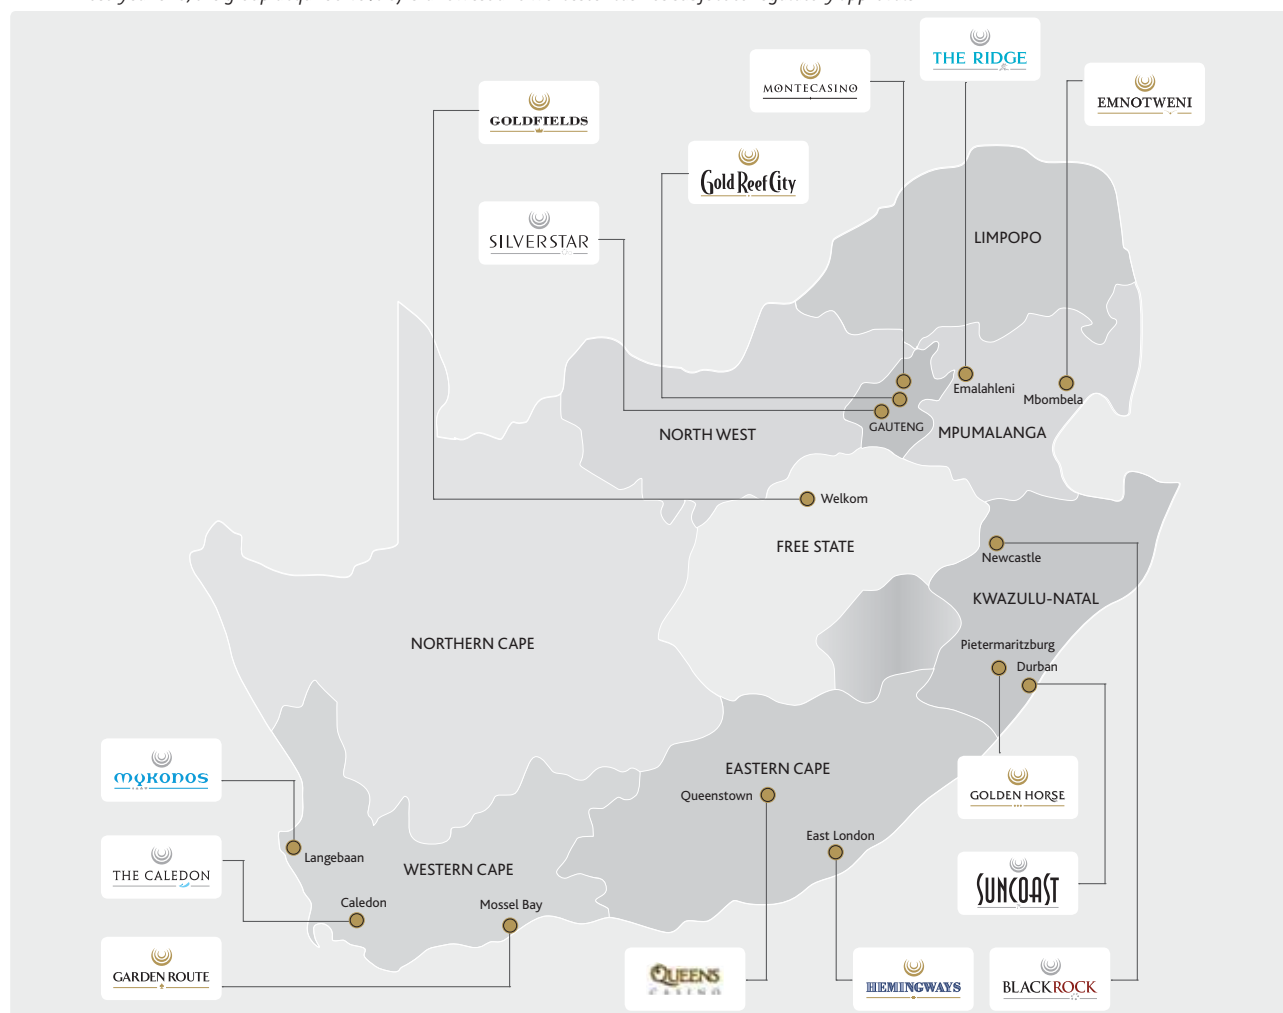 THE RIDGE
MONTECASINO
EMNOTWENI
GOLDFIELDS
Gold Reef City
SILVERSTAR
LIMPOPO
Emalahleni
Mbombela
GAUTENG
NORTH WEST
MPUMALANGA
Welkom
FREE STATE
Newcastle
KWAZULU-NATAL
NORTHERN CAPE
Pietermaritzburg
Durban
MYKONOS
EASTERN CAPE
Queenstown
GOLDEN HORSE
East London
Langebaan
WESTERN CAPE
THE CALEDON
SUNCOAST
Caledon
Mossel Bay
GARDEN ROUTE
QUEENS
CASINO
HEMINGWAYS
BLACKROCK